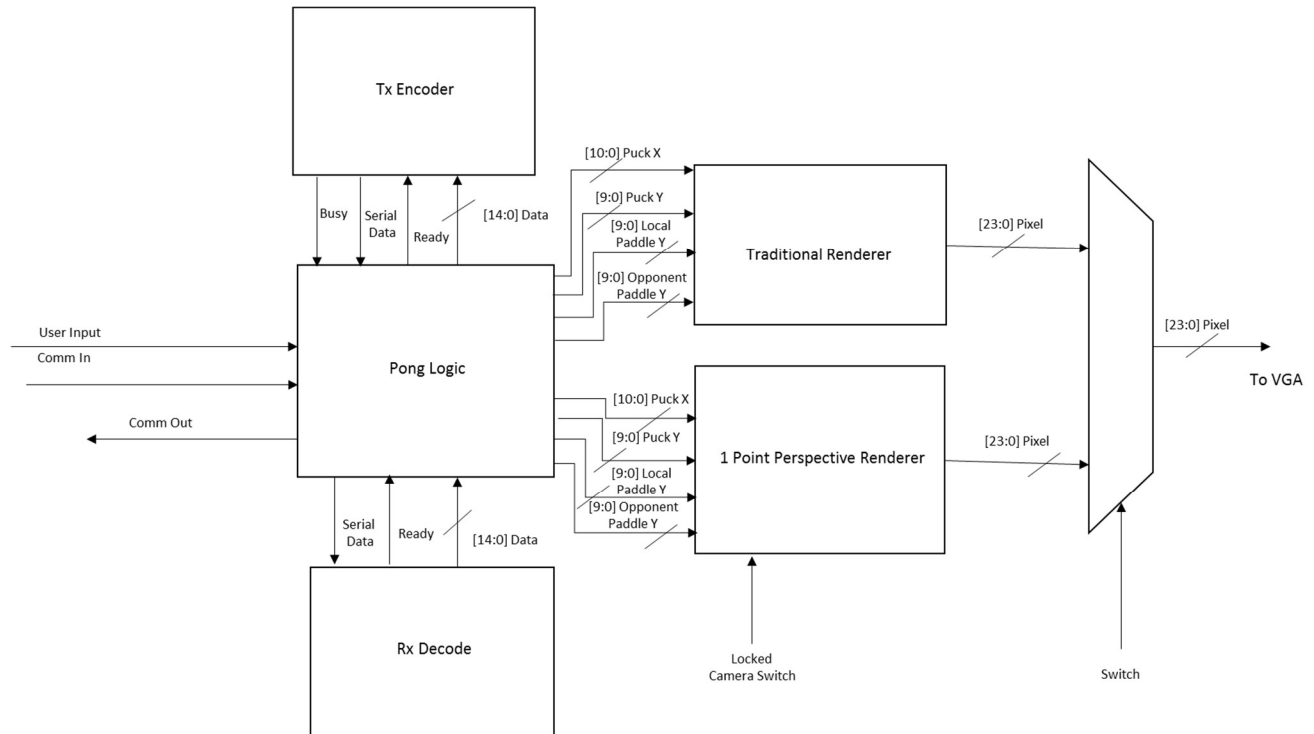 Tx Encoder
Busy
Serial
Data
Ready
[14:0] Data
[10:0] Puck X
[9:0] Puck Y
[9:0] Local
Paddle Y
[9:0] Opponent
Paddle Y
Traditional Renderer
[23:0] Pixel
User Input
Comm In
Comm Out
Pong Logic
[10:0] Puck X
[9:0] Puck Y
[9:0] Local
Paddle Y
[9:0] Opponent
Paddle Y
1 Point Perspective Renderer
[23:0] Pixel
[23:0] Pixel
To VGA
Serial
Data
Ready
[14:0] Data
Rx Decode
Locked
Camera Switch
Switch